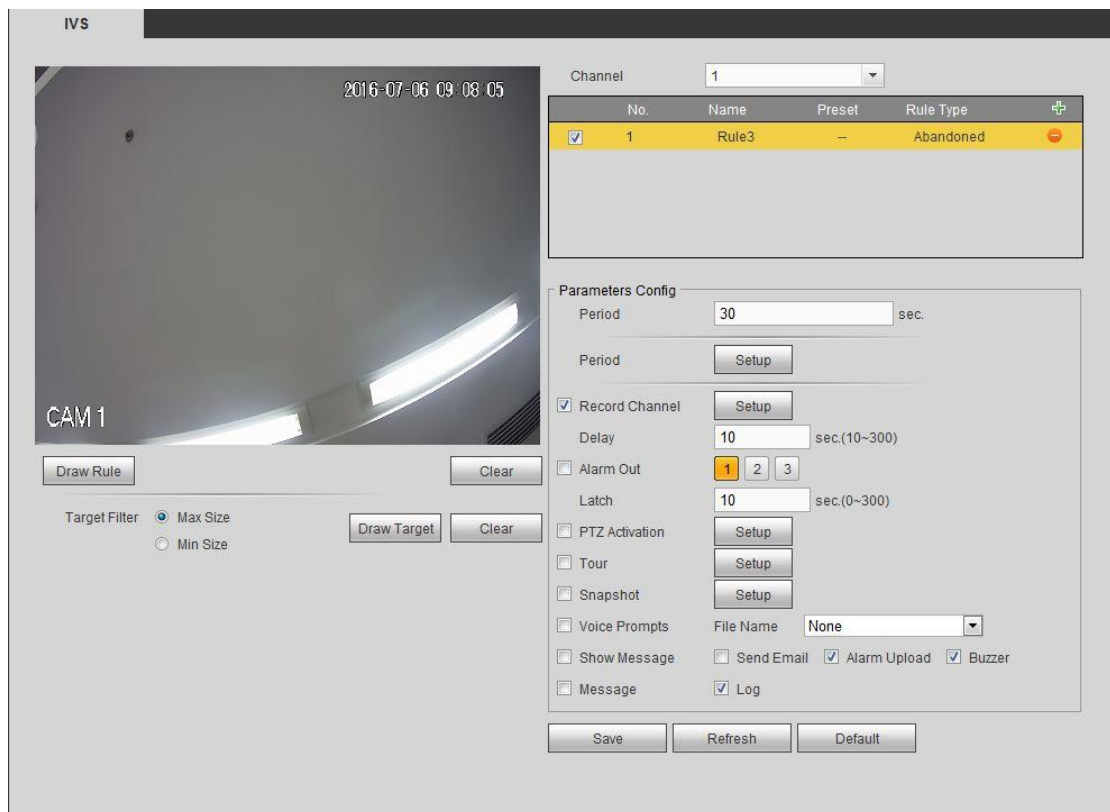 IVS
2016-07-06 09:08:05
CAM 1
Draw Rule Clear
Target Filter Max Size Draw Target Clear
Min Size
Channel 1
No. Name Preset Rule Type
1 Rule3 -- Abandoned
Parameters Config
Period 30 sec.
Period Setup
Record Channel Setup
Delay 10 sec.(10~300)
Alarm Out 1 2 3
Latch 10 sec.(0~300)
PTZ Activation Setup
Tour Setup
Snapshot Setup
Voice Prompts File Name None
Show Message Send Email Alarm Upload Buzzer
Message Log
Save Refresh Default